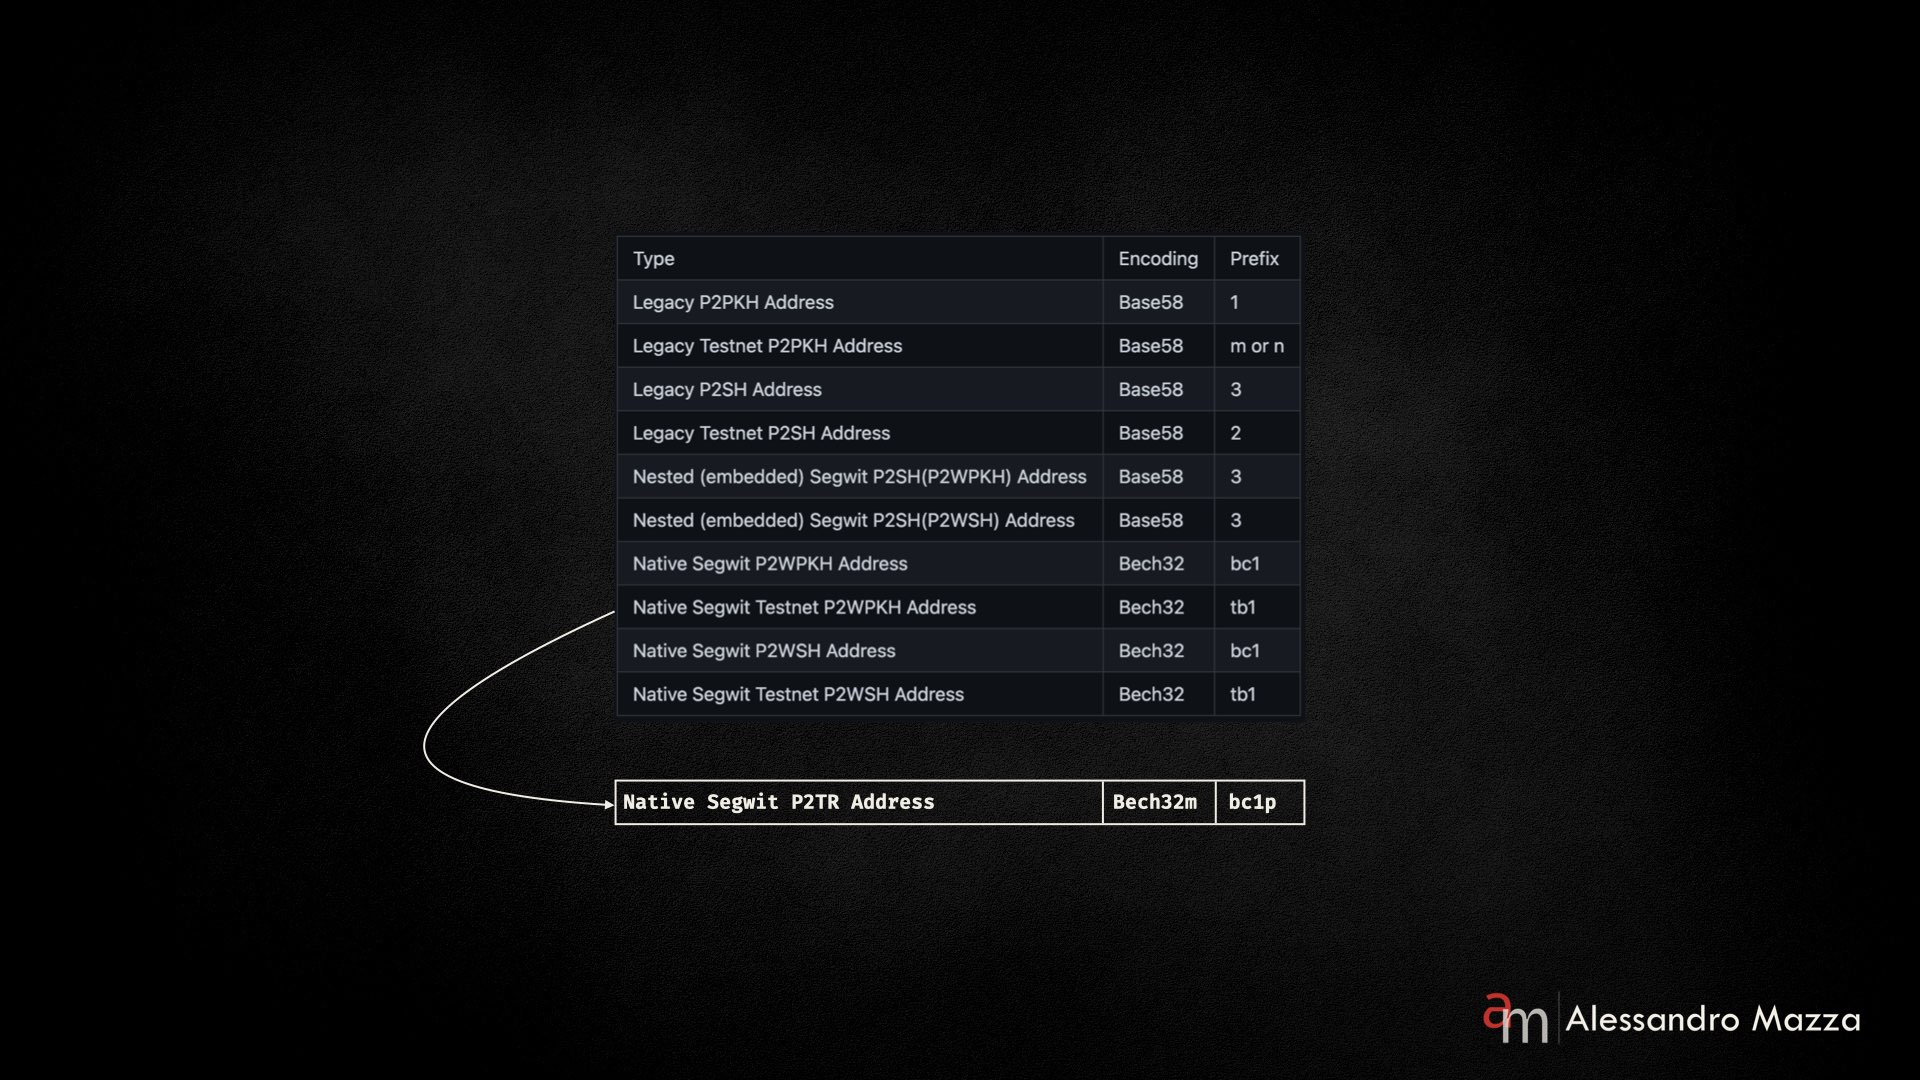 Type Encoding Prefix
Legacy P2PKH Address Base58 1
Legacy Testnet P2PKH Address Base58 m or n
Legacy P2SH Address Base58 3
Legacy Testnet P2SH Address Base58 2
Nested (embedded) Segwit P2SH(P2WPKH) Address Base58 3
Nested (embedded) Segwit P2SH(P2WSH) Address Base58 3
Native Segwit P2WPKH Address Bech32 bc1
Native Segwit Testnet P2WPKH Address Bech32 tb1
Native Segwit P2WSH Address Bech32 bc1
Native Segwit Testnet P2WSH Address Bech32 tb1
Native Segwit P2TR Address Bech32m bc1p
am Alessandro Mazza